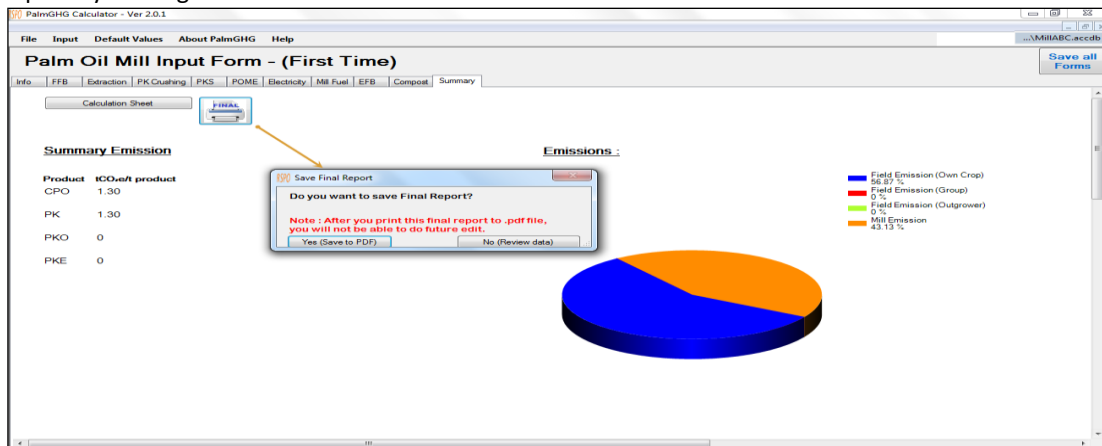 PalmGHG Calculator - Ver 2.0.1
File Input Default Values About PalmGHG Help
...\MillABC.accdb
Palm Oil Mill Input Form - (First Time)
Save all
Forms
Info FFB Extraction PK Crushing PKS POME Electricity Mill Fuel EFB Compost Summary
Calculation Sheet
FINAL
Summary Emission
Emissions :
Product tCO₂e/t product
CPO 1.30
PK 1.30
PKO 0
PKE 0
Save Final Report
Do you want to save Final Report?
Note : After you print this final report to .pdf file,
you will not be able to do future edit.
Yes (Save to PDF) No (Review data)
Field Emission (Own Crop)
56.87 %
Field Emission (Group)
0 %
Field Emission (Outgrower)
0 %
Mill Emission
43.13 %